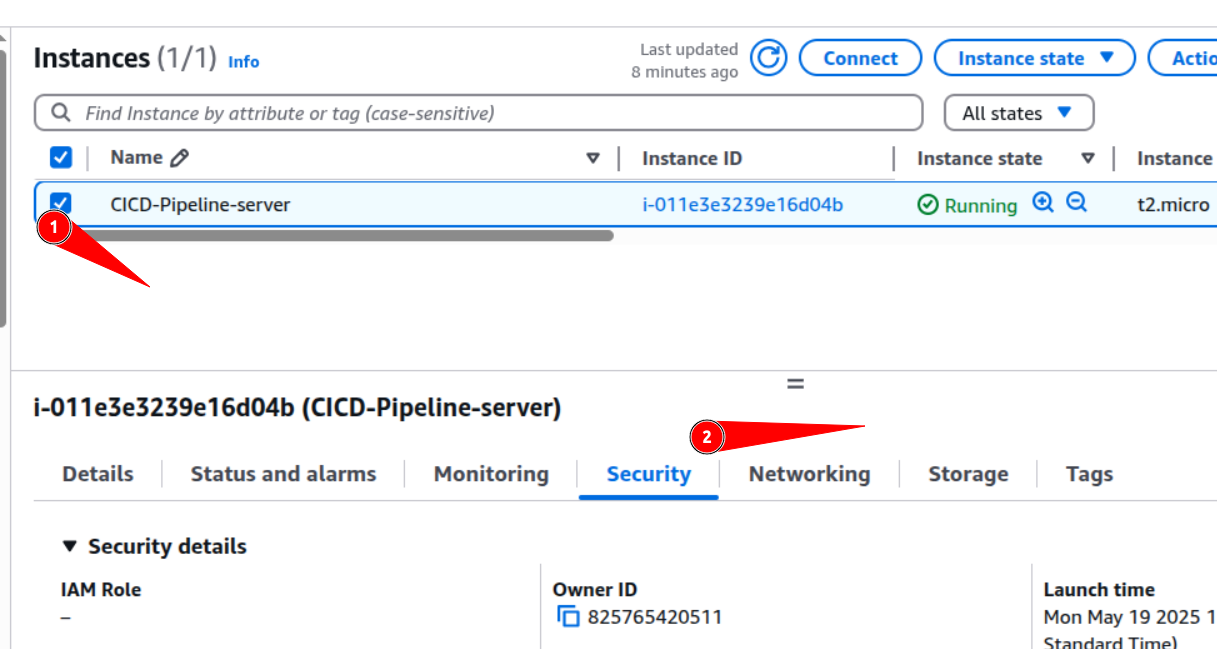 Instances (1/1) Info
Last updated
8 minutes ago
Connect
Instance state
Actio
Find Instance by attribute or tag (case-sensitive)
All states
Name Instance ID Instance state Instance
CICD-Pipeline-server i-011e3e3239e16d04b Running t2.micro
1
i-011e3e3239e16d04b (CICD-Pipeline-server)
2
Details Status and alarms Monitoring Security Networking Storage Tags
Security details
IAM Role Owner ID Launch time
– 825765420511 Mon May 19 2025 1
Standard Time)